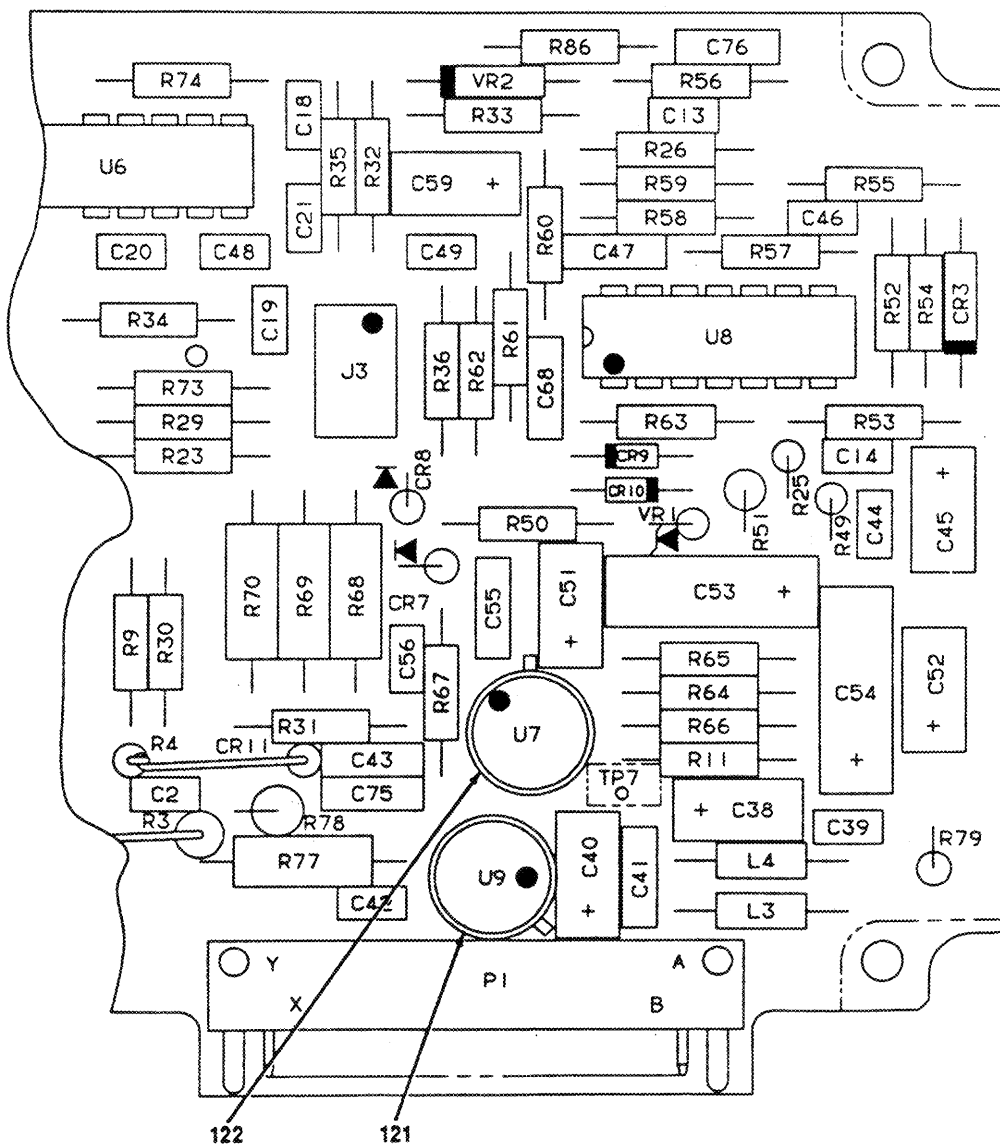 R86
C76
R74
VR2
R56
C18
R33
C13
U6
R35
R32
C59 +
R26
R59
R55
C21
R60
R58
C46
C20
C48
C49
C47
R57
R34
C19
J3
R36
R62
R61
C68
U8
R52
R54
CR3
R73
R29
R63
R53
R23
CR8
CR9
C14
CR10
R25
R50
VR1
R51
R49
C44
+ C45
R70
R69
R68
CR7
C55
C51 +
C53 +
R9
R30
C56
R67
R65
R64
C54 +
C52 +
R31
U7
R66
R4
CR11
C43
R11
C2
C75
TP7
R3
R78
+ C38
C39
R77
U9
C40 +
C41
L4
R79
C42
L3
Y
P1
A
X
B
122
121